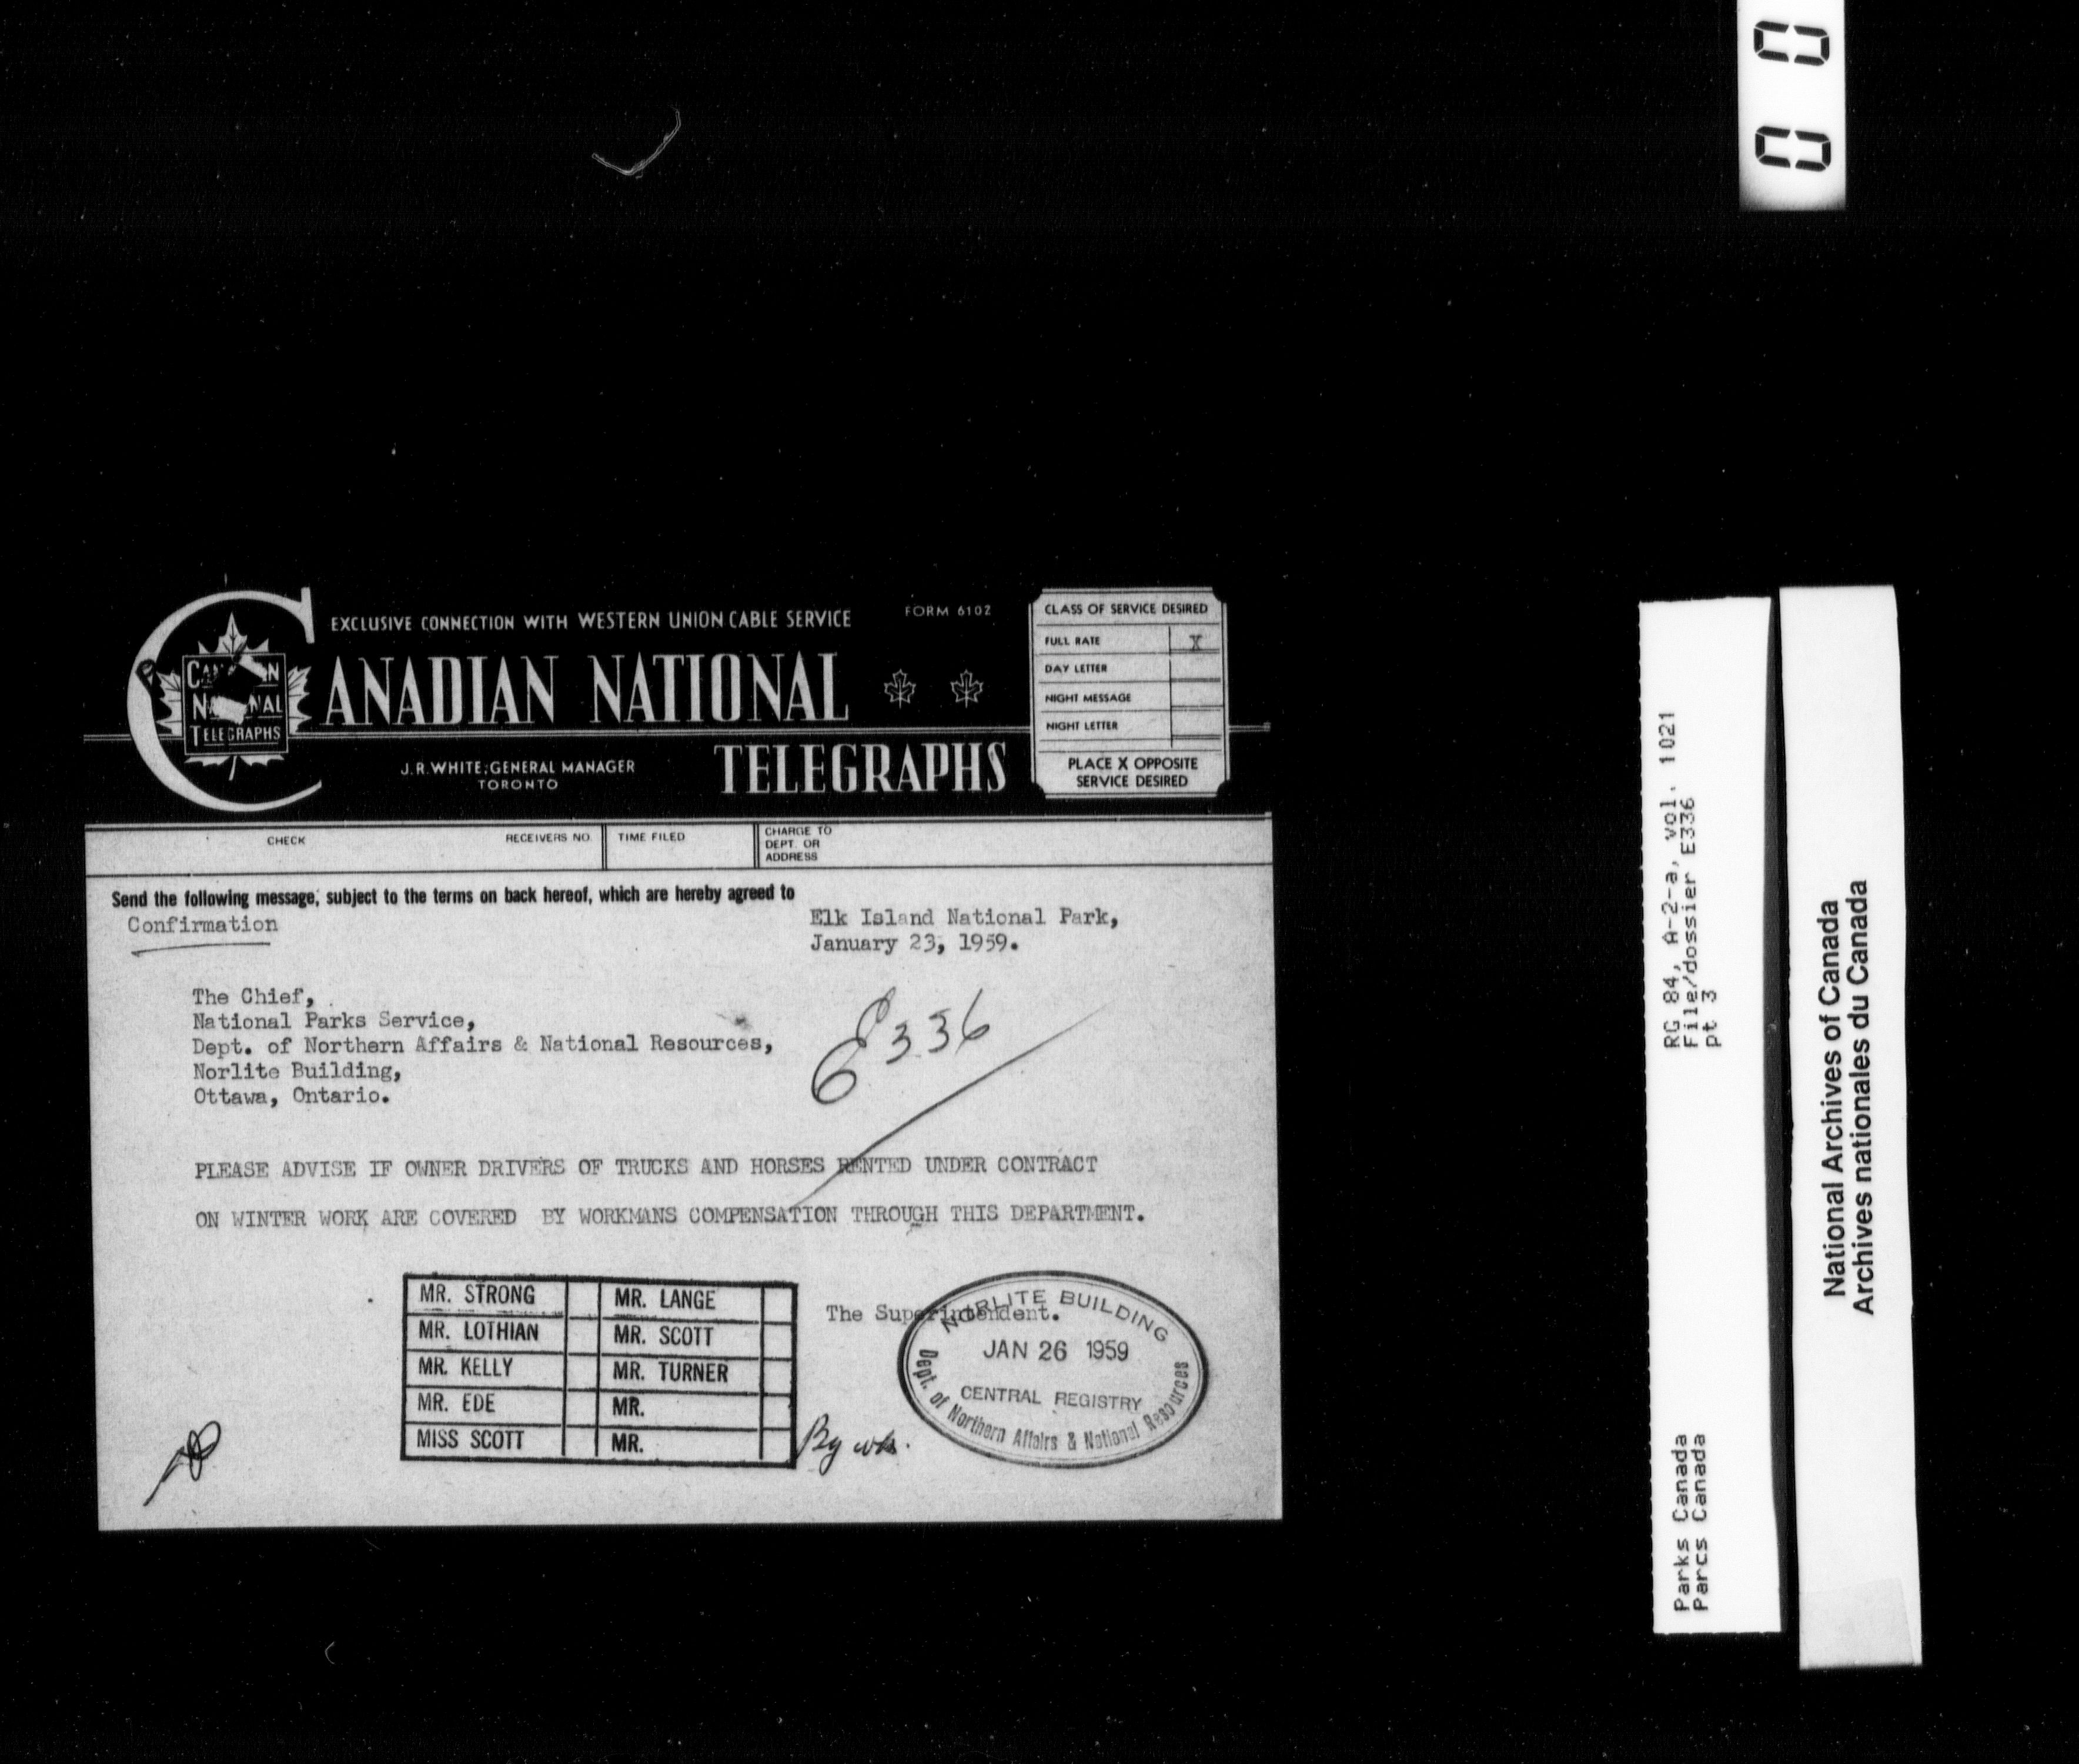 EXCLUSIVE CONNECTION WITH WESTERN UNION CABLE SERVICE
FORM 6102
CANADIAN NATIONAL
TELEGRAPHS
CANADIAN
NATIONAL
TELEGRAPHS
J.R. WHITE, GENERAL MANAGER
TORONTO
CLASS OF SERVICE DESIRED
FULL RATE X
DAY LETTER
NIGHT MESSAGE
NIGHT LETTER
PLACE X OPPOSITE
SERVICE DESIRED
CHECK
RECEIVERS NO.
TIME FILED
CHARGE TO
DEPT. OR
ADDRESS
Send the following message, subject to the terms on back hereof, which are hereby agreed to
Confirmation
Elk Island National Park,
January 23, 1959.
The Chief,
National Parks Service,
Dept. of Northern Affairs & National Resources,
Norlite Building,
Ottawa, Ontario.
E336
PLEASE ADVISE IF OWNER DRIVERS OF TRUCKS AND HORSES RENTED UNDER CONTRACT
ON WINTER WORK ARE COVERED BY WORKMANS COMPENSATION THROUGH THIS DEPARTMENT.
MR. STRONG MR. LANGE
MR. LOTHIAN MR. SCOTT
MR. KELLY MR. TURNER
MR. EDE MR.
MISS SCOTT MR.
The Superintendent.
NORLITE BUILDING
JAN 26 1959
CENTRAL REGISTRY
Dept. of Northern Affairs & National Resources
By
RG 84, A-2-a, vol. 1021
File/dossier E336
pt 3
Parks Canada
Parcs Canada
National Archives of Canada
Archives nationales du Canada
00